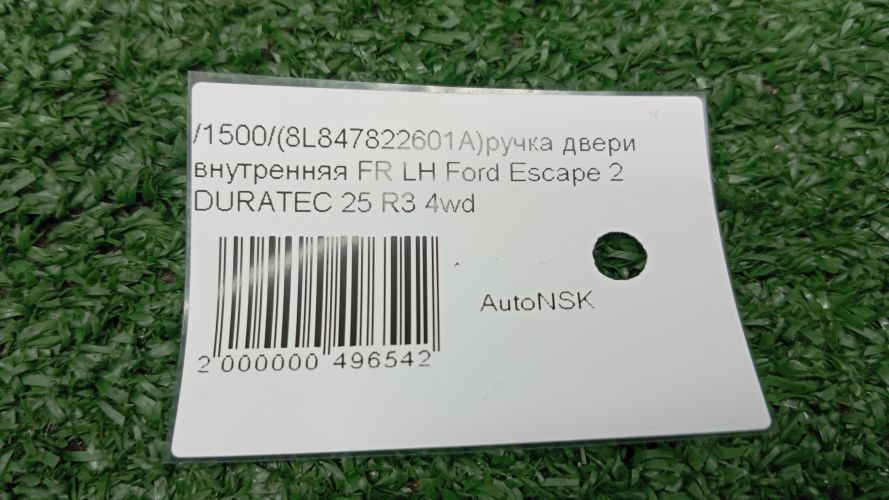 /1500/(8L847822601A)ручка двери
внутренняя FR LH Ford Escape 2
DURATEC 25 R3 4wd
AutoNSK
2 000000 496542